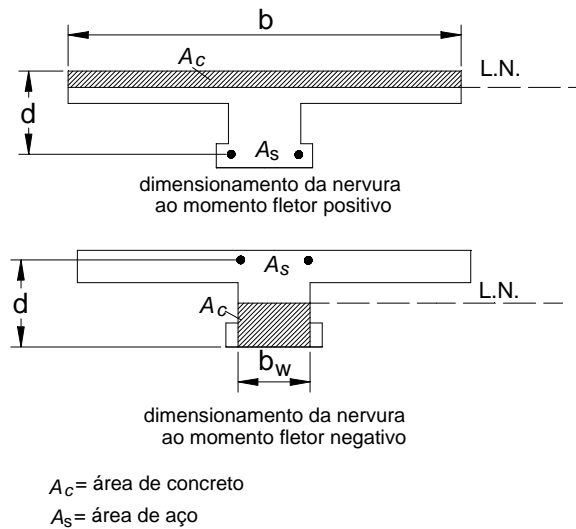 b
A_c
L.N.
d
A_s
dimensionamento da nervura
ao momento fletor positivo
A_s
d
L.N.
A_c
b_w
dimensionamento da nervura
ao momento fletor negativo
A_c= área de concreto
A_s= área de aço